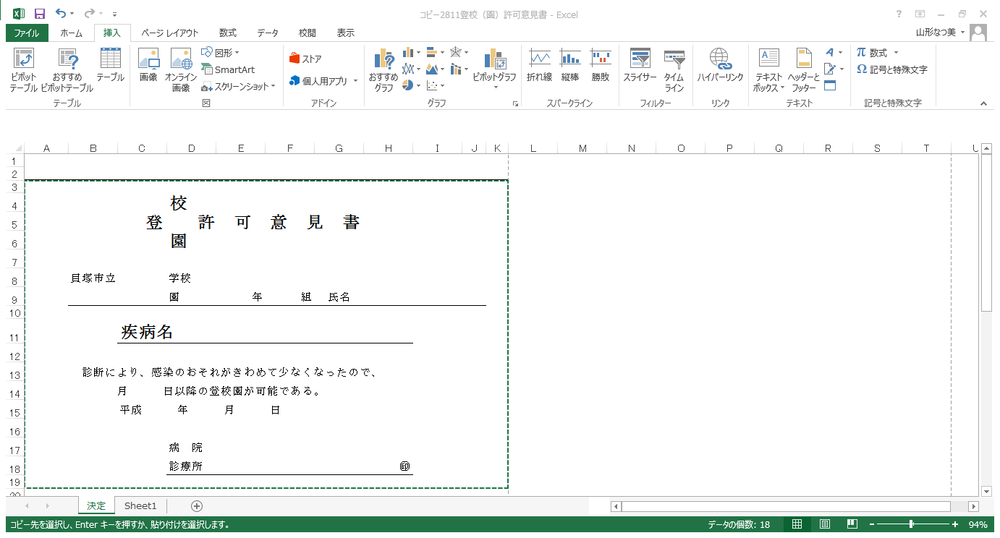 コピー2811登校（園）許可意見書 - Excel
ファイル ホーム 挿入 ページ レイアウト 数式 データ 校閲 表示
山形なつ美
ピボット
テーブル
おすすめ
ピボットテーブル
テーブル
テーブル
画像
オンライン
画像
図形
SmartArt
スクリーンショット
図
ストア
個人用アプリ
アドイン
おすすめ
グラフ
ピボットグラフ
グラフ
折れ線
縦棒
勝敗
スパークライン
スライサー
タイム
ライン
フィルター
ハイパーリンク
リンク
テキスト
ボックス
ヘッダーと
フッター
テキスト
π 数式
Ω 記号と特殊文字
記号と特殊文字
A B C D E F G H I J K L M N O P Q R S T U
1
2
3
4 校
5 登 許 可 意 見 書
6 園
7
8 貝塚市立 学校
9 園 年 組 氏名
10
11 疾病名
12
13 診断により、感染のおそれがきわめて少なくなったので、
14 月 日以降の登校園が可能である。
15 平成 年 月 日
16
17 病 院
18 診療所 ㊞
19
20
決定 Sheet1
コピー先を選択し、Enter キーを押すか、貼り付けを選択します。 データの個数: 18 94%